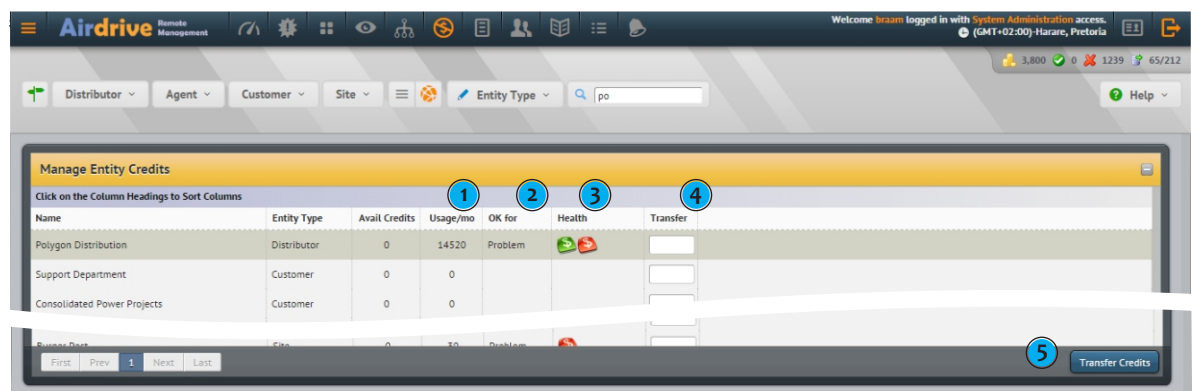 Airdrive Remote Management
Welcome braam logged in with System Administration access.
(GMT+02:00)-Harare, Pretoria
3,800 0 1239 65/212
Distributor Agent Customer Site Entity Type po Help
Manage Entity Credits
Click on the Column Headings to Sort Columns
1 2 3 4
Name Entity Type Avail Credits Usage/mo OK for Health Transfer
Polygon Distribution Distributor 0 14520 Problem
Support Department Customer 0 0
Consolidated Power Projects Customer 0 0
Burger Port Site 0 30 Problem
First Prev 1 Next Last 5 Transfer Credits